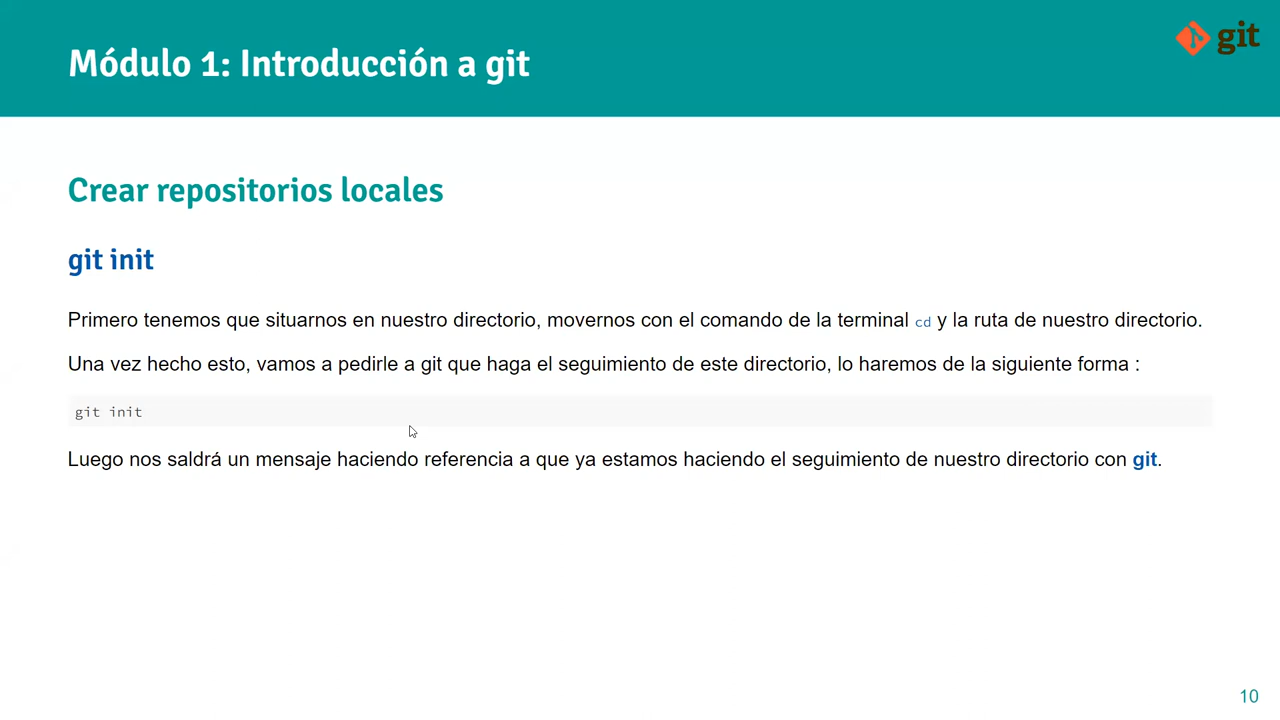 Módulo 1: Introducción a git
git
Crear repositorios locales
git init
Primero tenemos que situarnos en nuestro directorio, movernos con el comando de la terminal cd y la ruta de nuestro directorio.
Una vez hecho esto, vamos a pedirle a git que haga el seguimiento de este directorio, lo haremos de la siguiente forma :
git init
Luego nos saldrá un mensaje haciendo referencia a que ya estamos haciendo el seguimiento de nuestro directorio con git.
10